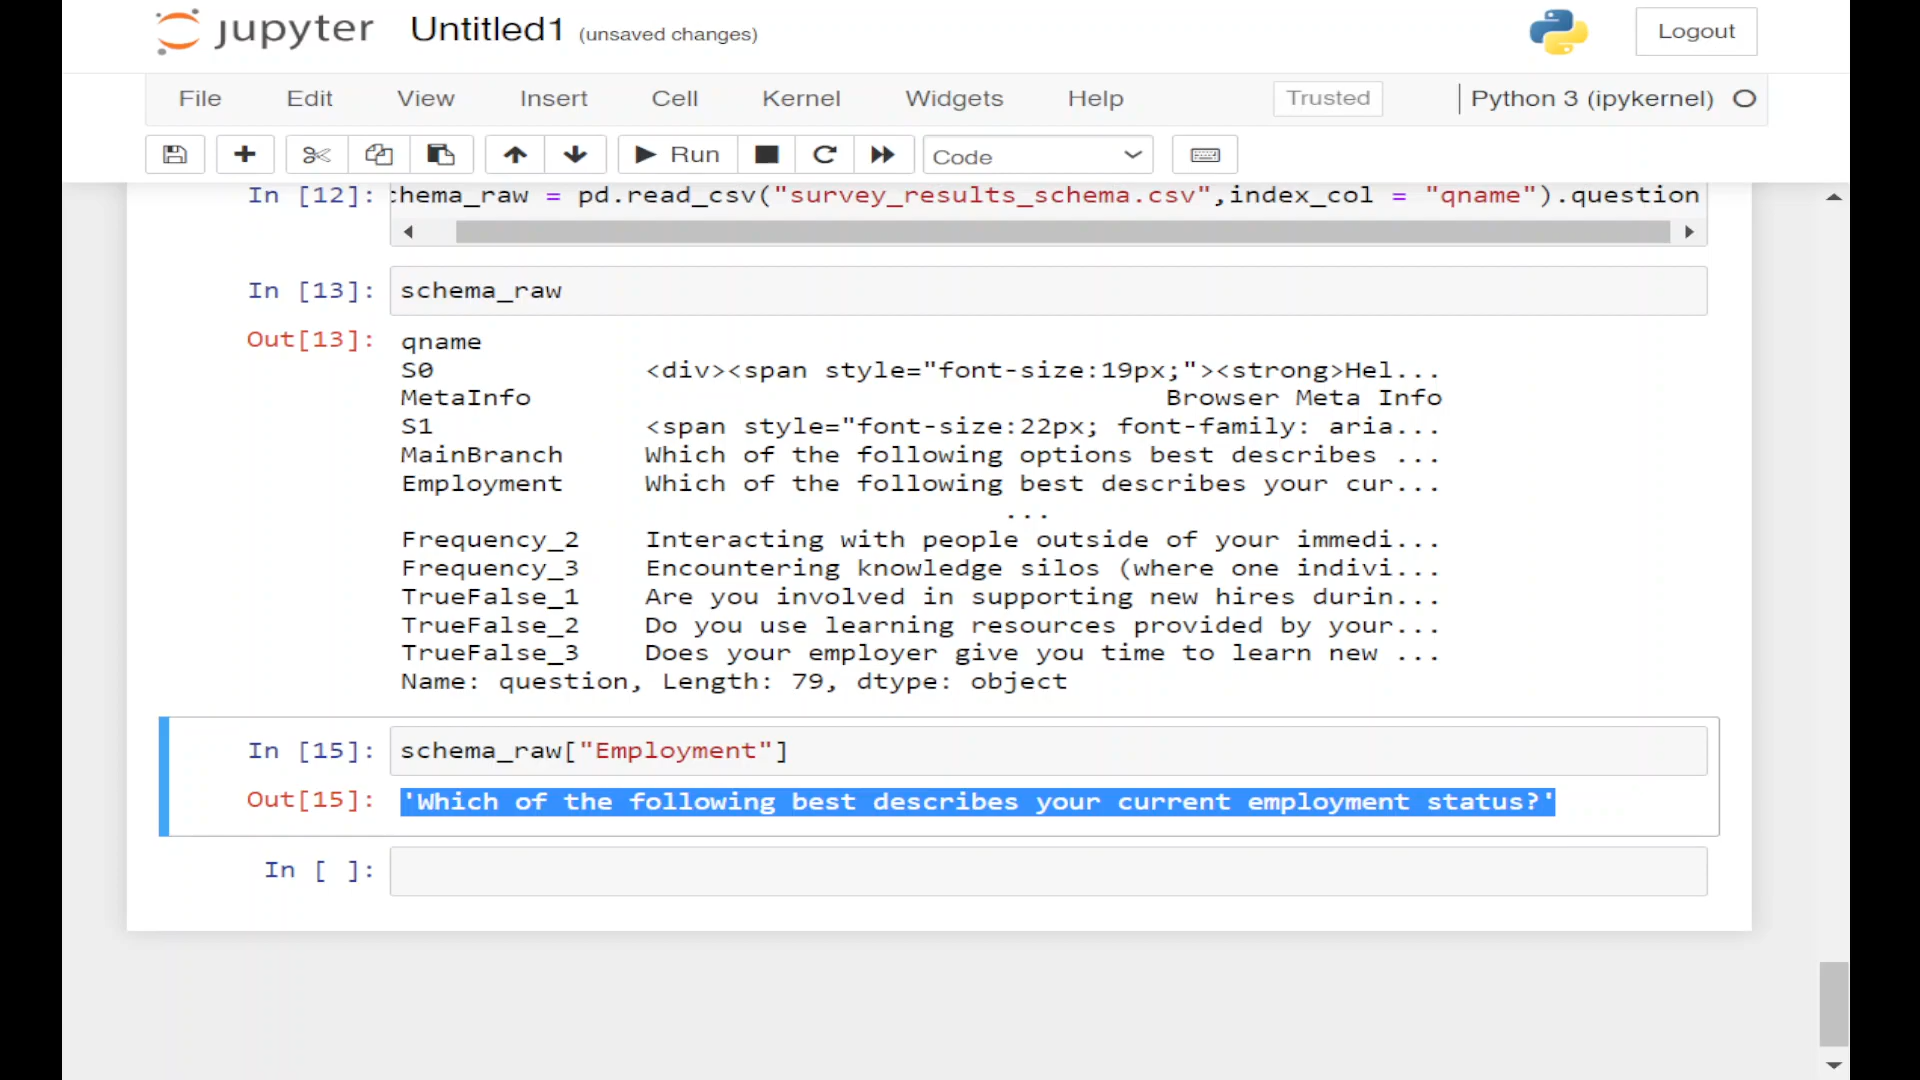 jupyter Untitled1 (unsaved changes) Logout
File Edit View Insert Cell Kernel Widgets Help Trusted Python 3 (ipykernel)
Run Code
In [12]: chema_raw = pd.read_csv("survey_results_schema.csv",index_col = "qname").question
In [13]: schema_raw
Out[13]: qname
S0 <div><span style="font-size:19px;"><strong>Hel...
MetaInfo Browser Meta Info
S1 <span style="font-size:22px; font-family: aria...
MainBranch Which of the following options best describes ...
Employment Which of the following best describes your cur...
...
Frequency_2 Interacting with people outside of your immedi...
Frequency_3 Encountering knowledge silos (where one indivi...
TrueFalse_1 Are you involved in supporting new hires durin...
TrueFalse_2 Do you use learning resources provided by your...
TrueFalse_3 Does your employer give you time to learn new ...
Name: question, Length: 79, dtype: object
In [15]: schema_raw["Employment"]
Out[15]: 'Which of the following best describes your current employment status?'
In [ ]: